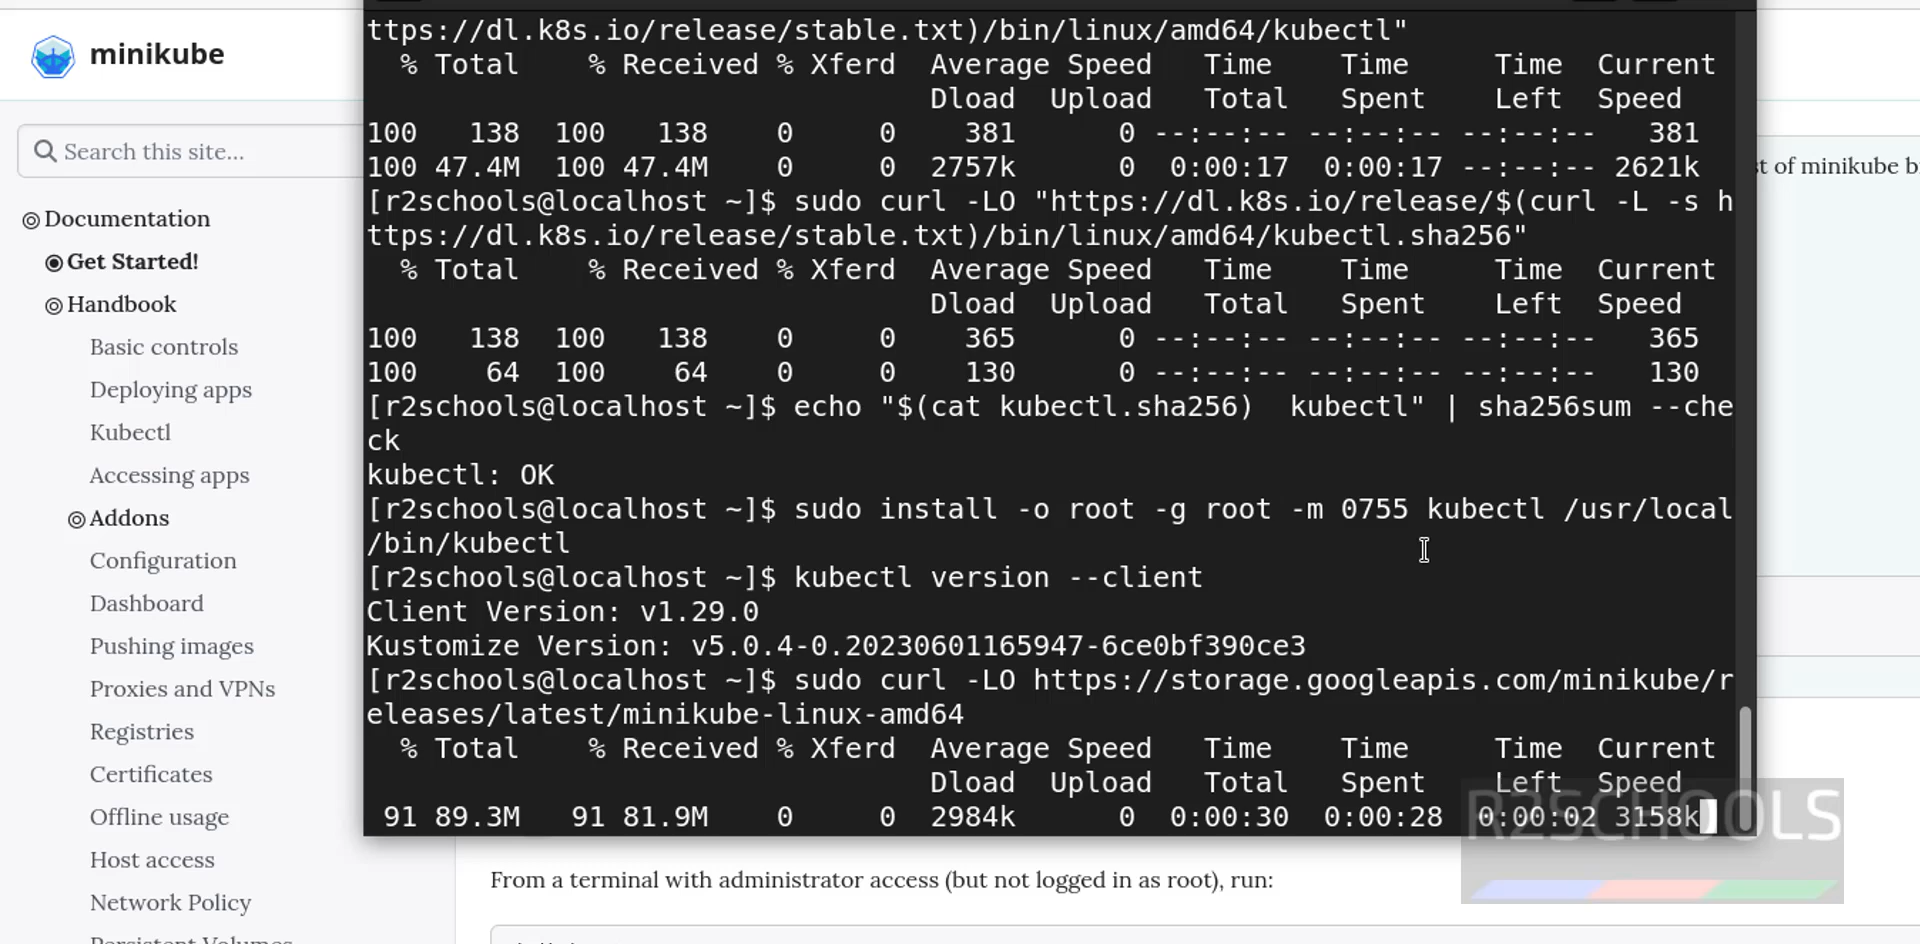 minikube
Search this site...
Documentation
Get Started!
Handbook
Basic controls
Deploying apps
Kubectl
Accessing apps
Addons
Configuration
Dashboard
Pushing images
Proxies and VPNs
Registries
Certificates
Offline usage
Host access
Network Policy
Persistent Volumes
ttps://dl.k8s.io/release/stable.txt)/bin/linux/amd64/kubectl"
% Total % Received % Xferd Average Speed Time Time Time Current
Dload Upload Total Spent Left Speed
100 138 100 138 0 0 381 0 --:--:-- --:--:-- --:--:-- 381
100 47.4M 100 47.4M 0 0 2757k 0 0:00:17 0:00:17 --:--:-- 2621k
[r2schools@localhost ~]$ sudo curl -LO "https://dl.k8s.io/release/$(curl -L -s h
ttps://dl.k8s.io/release/stable.txt)/bin/linux/amd64/kubectl.sha256"
% Total % Received % Xferd Average Speed Time Time Time Current
Dload Upload Total Spent Left Speed
100 138 100 138 0 0 365 0 --:--:-- --:--:-- --:--:-- 365
100 64 100 64 0 0 130 0 --:--:-- --:--:-- --:--:-- 130
[r2schools@localhost ~]$ echo "$(cat kubectl.sha256)  kubectl" | sha256sum --che
ck
kubectl: OK
[r2schools@localhost ~]$ sudo install -o root -g root -m 0755 kubectl /usr/local
/bin/kubectl
[r2schools@localhost ~]$ kubectl version --client
Client Version: v1.29.0
Kustomize Version: v5.0.4-0.20230601165947-6ce0bf390ce3
[r2schools@localhost ~]$ sudo curl -LO https://storage.googleapis.com/minikube/r
eleases/latest/minikube-linux-amd64
% Total % Received % Xferd Average Speed Time Time Time Current
Dload Upload Total Spent Left Speed
91 89.3M 91 81.9M 0 0 2984k 0 0:00:30 0:00:28 0:00:02 3158k
st of minikube b
R2SCHOOLS
From a terminal with administrator access (but not logged in as root), run: